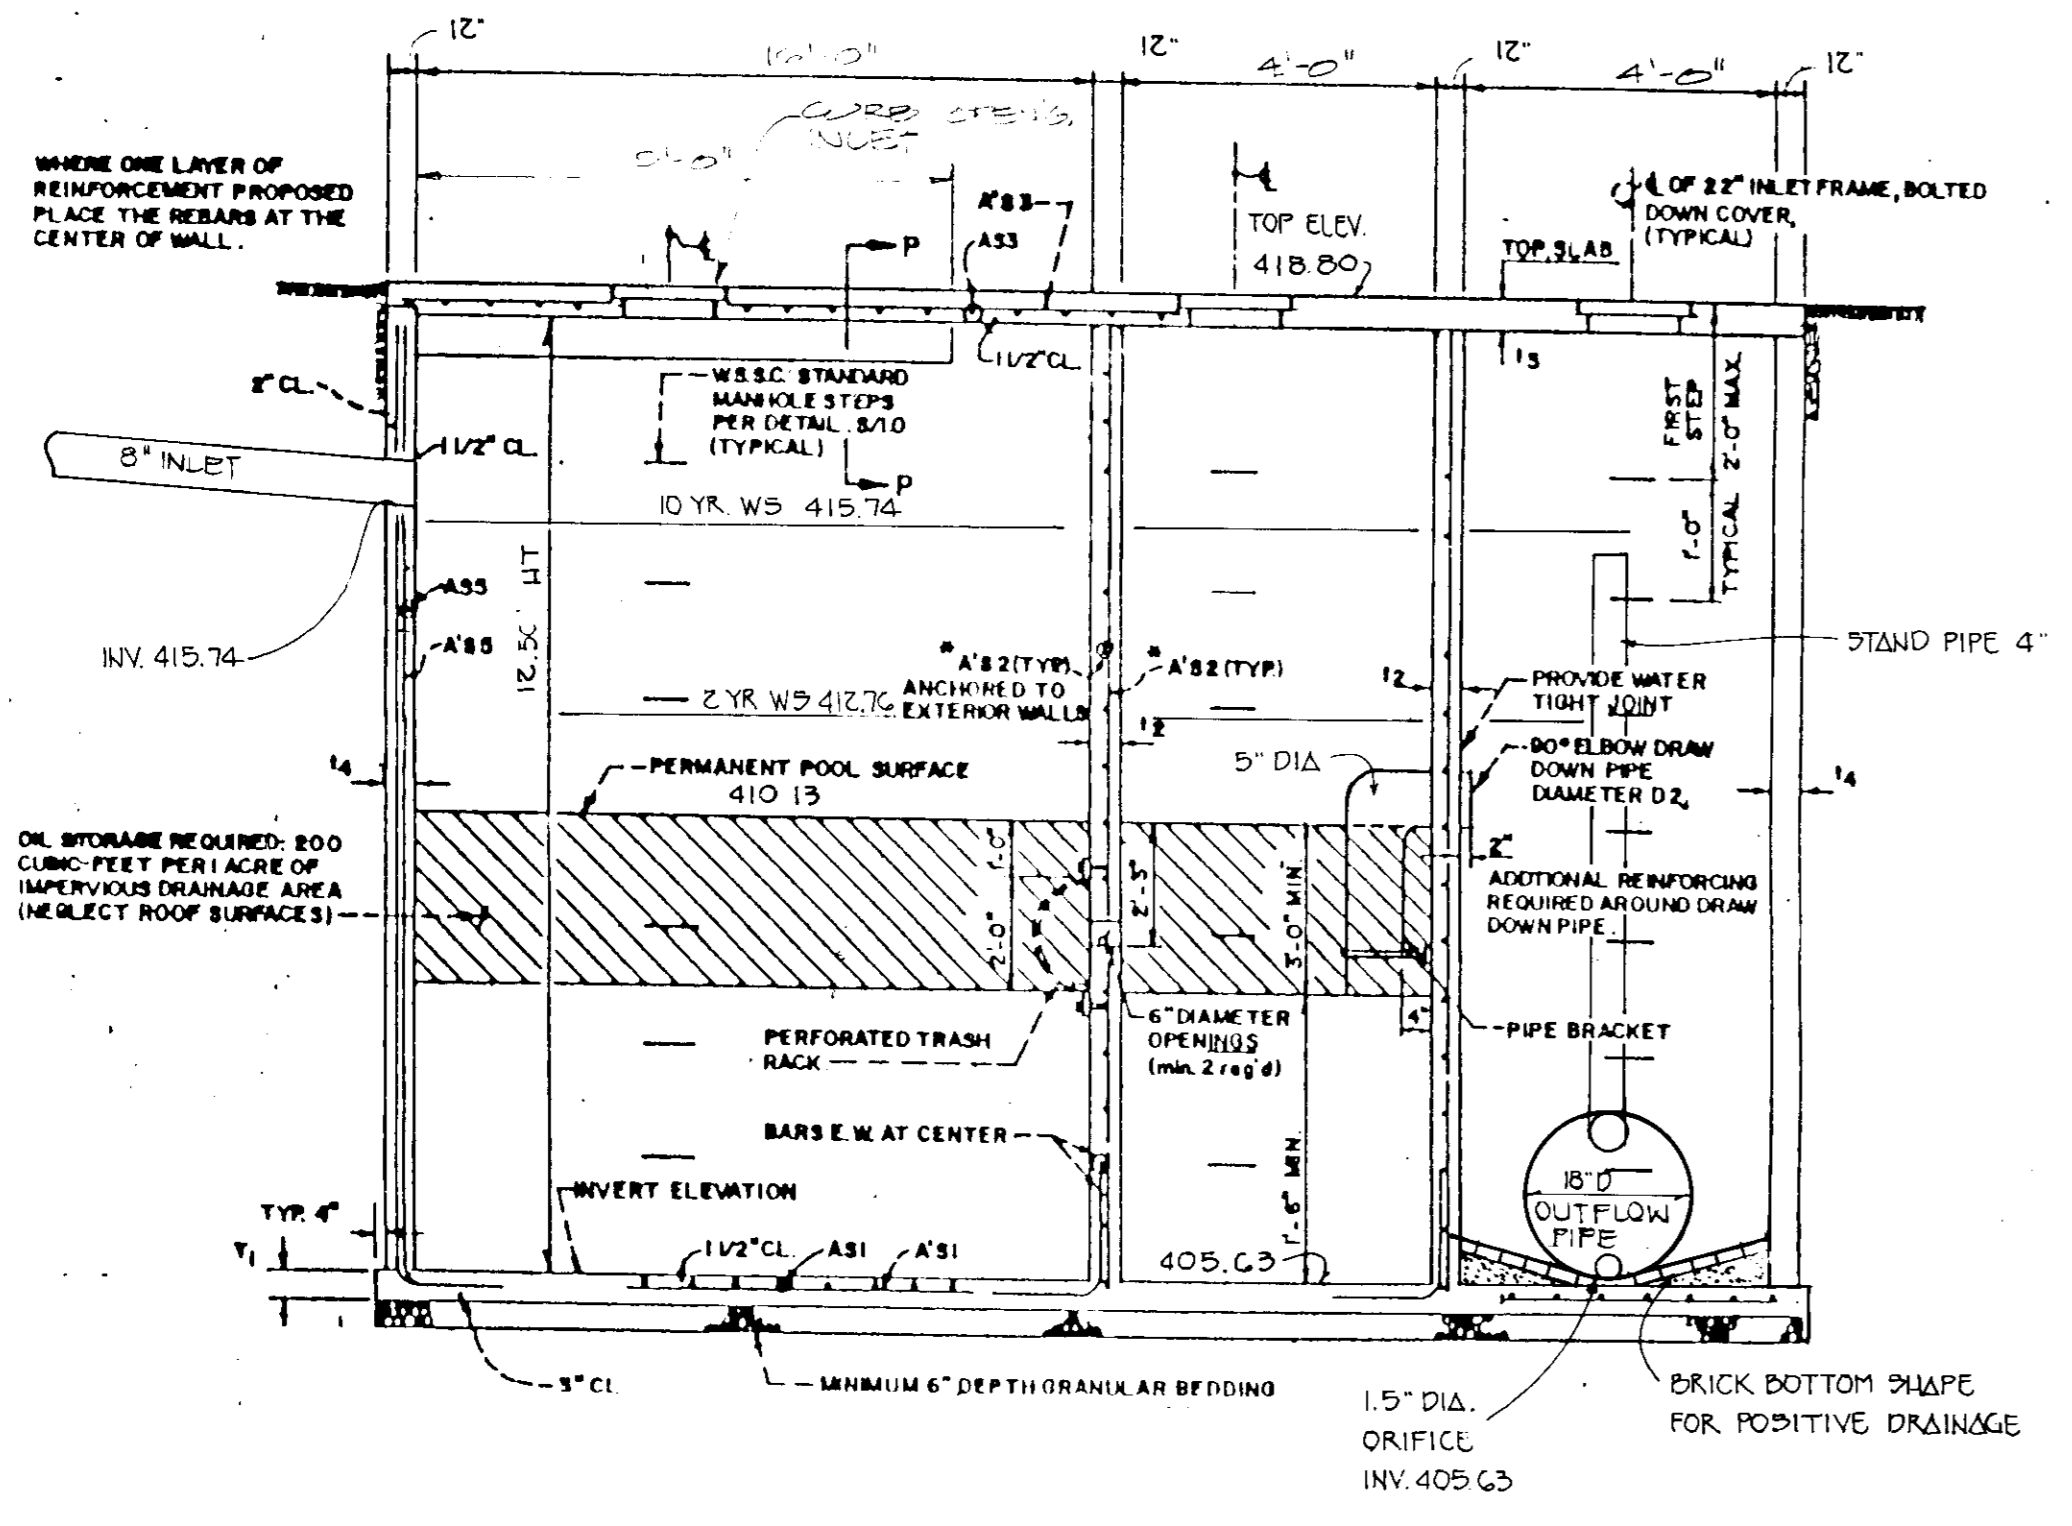 12"
12"
4'-0"
12"
4'-0"
12"
INLET
WHERE ONE LAYER OF
REINFORCEMENT PROPOSED
PLACE THE REBARS AT THE
CENTER OF WALL.
P
A'S3
AS3
TOP ELEV.
418.80
TOP SLAB
℄ OF 22" INLET FRAME, BOLTED
DOWN COVER,
(TYPICAL)
2" CL.
1 1/2" CL.
W.S.S.C. STANDARD
MANHOLE STEPS
PER DETAIL
(TYPICAL)
1 1/2" CL.
FIRST
STEP
TYPICAL 2'-0" MAX.
1'-0"
8" INLET
P
10 YR. WS 415.74
INV. 415.74
HT
AS5
A'S5
* A'S2 (TYP.)
ANCHORED TO
EXTERIOR WALLS
* A'S2 (TYP.)
2 YR WS 412.76
STAND PIPE 4"
PROVIDE WATER
TIGHT JOINT
90° ELBOW DRAW
DOWN PIPE
DIAMETER D2.
t2
t2
t4
t4
5" DIA
PERMANENT POOL SURFACE
410 13
OIL STORAGE REQUIRED: 200
CUBIC-FEET PER 1 ACRE OF
IMPERVIOUS DRAINAGE AREA
(NEGLECT ROOF SURFACES)
1'-0"
2'-0"
3'-0" MIN.
2"
ADDTIONAL REINFORCING
REQUIRED AROUND DRAW
DOWN PIPE.
PERFORATED TRASH
RACK
6" DIAMETER
OPENINGS
(min. 2 req'd)
4"
PIPE BRACKET
BARS E.W. AT CENTER
1'-6" MIN.
INVERT ELEVATION
TYP. 4"
T1
1 1/2" CL.
AS1
A'S1
405.63
18" D
OUTFLOW
PIPE
3" CL.
MINIMUM 6" DEPTH GRANULAR BEDDING
1.5" DIA.
ORIFICE
INV. 405.63
BRICK BOTTOM SHAPE
FOR POSITIVE DRAINAGE